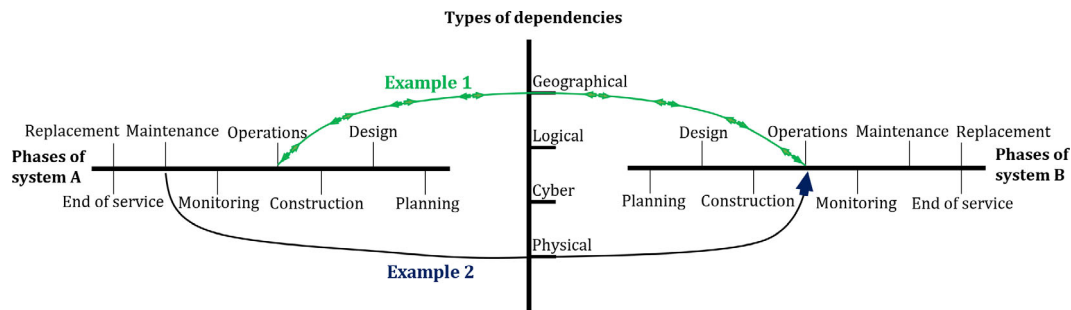 Types of dependencies
Example 1
Geographical
Replacement Maintenance Operations Design
Logical
Design Operations Maintenance Replacement
Phases of
system A
Phases of
system B
End of service Monitoring Construction Planning
Cyber
Planning Construction Monitoring End of service
Physical
Example 2